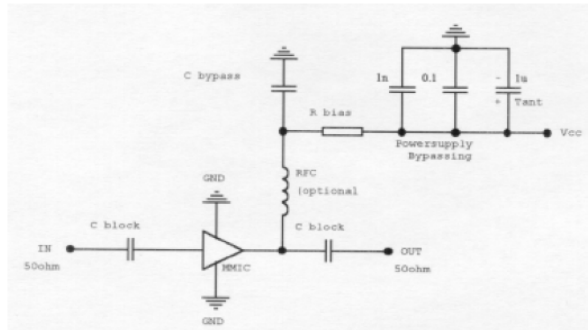 C bypass
1n
0.1
-
1u
+
Tant
R bias
Vcc
Powersupply
Bypassing
GND
RFC
(optional
C block
C block
IN
OUT
50ohm
MMIC
50ohm
GND